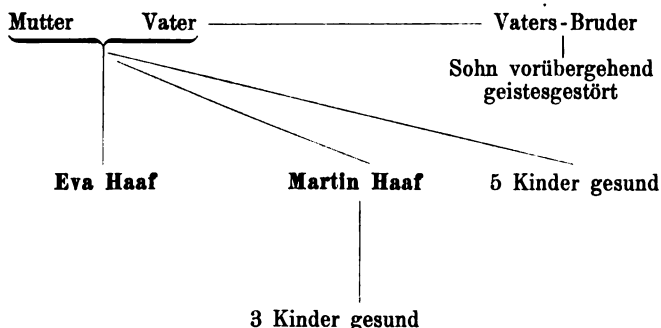 Mutter Vater Vaters-Bruder
Sohn vorübergehend
geistesgestört
Eva Haaf Martin Haaf 5 Kinder gesund
3 Kinder gesund